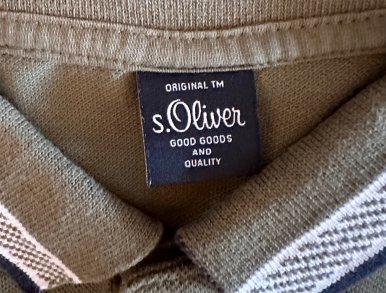 ORIGINAL TM
s.Oliver
GOOD GOODS
AND
QUALITY